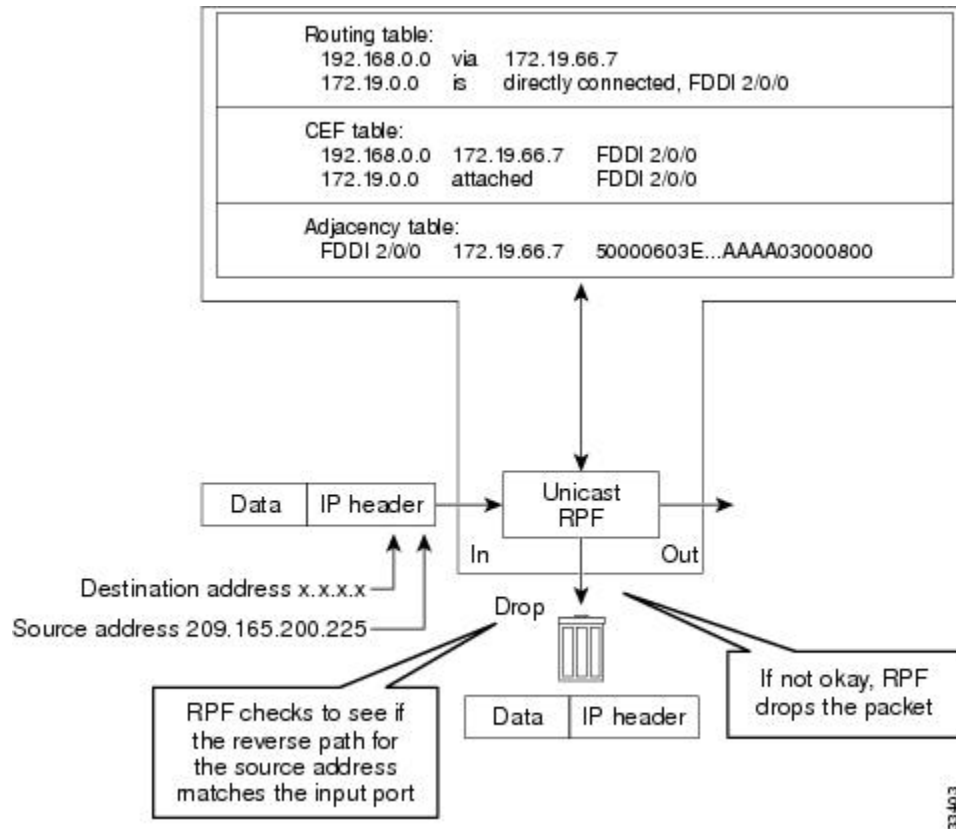 Routing table:
192.168.0.0 via 172.19.66.7
172.19.0.0 is directly connected, FDDI 2/0/0
CEF table:
192.168.0.0 172.19.66.7 FDDI 2/0/0
172.19.0.0 attached FDDI 2/0/0
Adjacency table:
FDDI 2/0/0 172.19.66.7 50000603E...AAAA03000800
Data IP header
Unicast
RPF
In Out
Destination address x.x.x.x
Source address 209.165.200.225
Drop
RPF checks to see if
the reverse path for
the source address
matches the input port
Data IP header
If not okay, RPF
drops the packet
33403